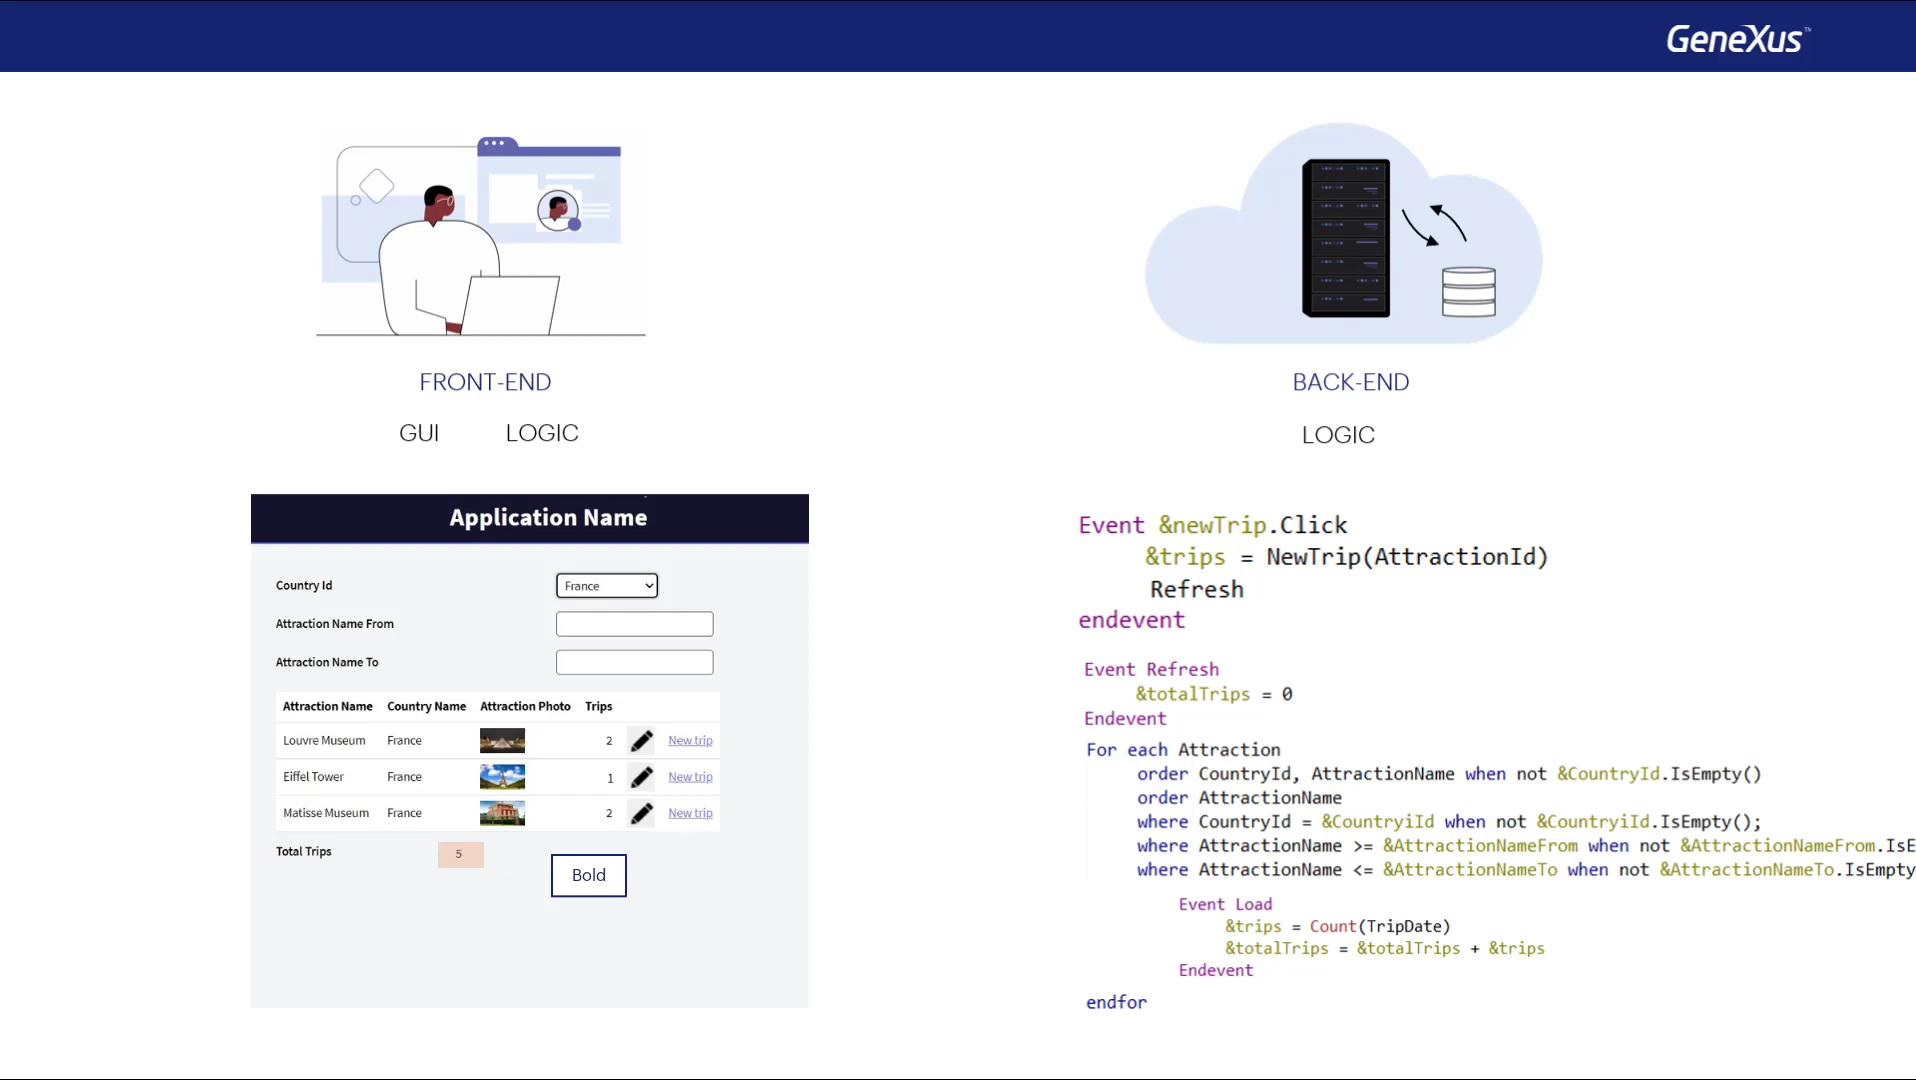 GeneXus™
FRONT-END
GUI LOGIC
Application Name
Country Id France
Attraction Name From
Attraction Name To
Attraction Name Country Name Attraction Photo Trips
Louvre Museum France 2 New trip
Eiffel Tower France 1 New trip
Matisse Museum France 2 New trip
Total Trips 5
Bold
BACK-END
LOGIC
Event &newTrip.Click
&trips = NewTrip(AttractionId)
Refresh
endevent
Event Refresh
&totalTrips = 0
Endevent
For each Attraction
order CountryId, AttractionName when not &CountryId.IsEmpty()
order AttractionName
where CountryId = &CountryiId when not &CountryiId.IsEmpty();
where AttractionName >= &AttractionNameFrom when not &AttractionNameFrom.IsE
where AttractionName <= &AttractionNameTo when not &AttractionNameTo.IsEmpty
Event Load
&trips = Count(TripDate)
&totalTrips = &totalTrips + &trips
Endevent
endfor